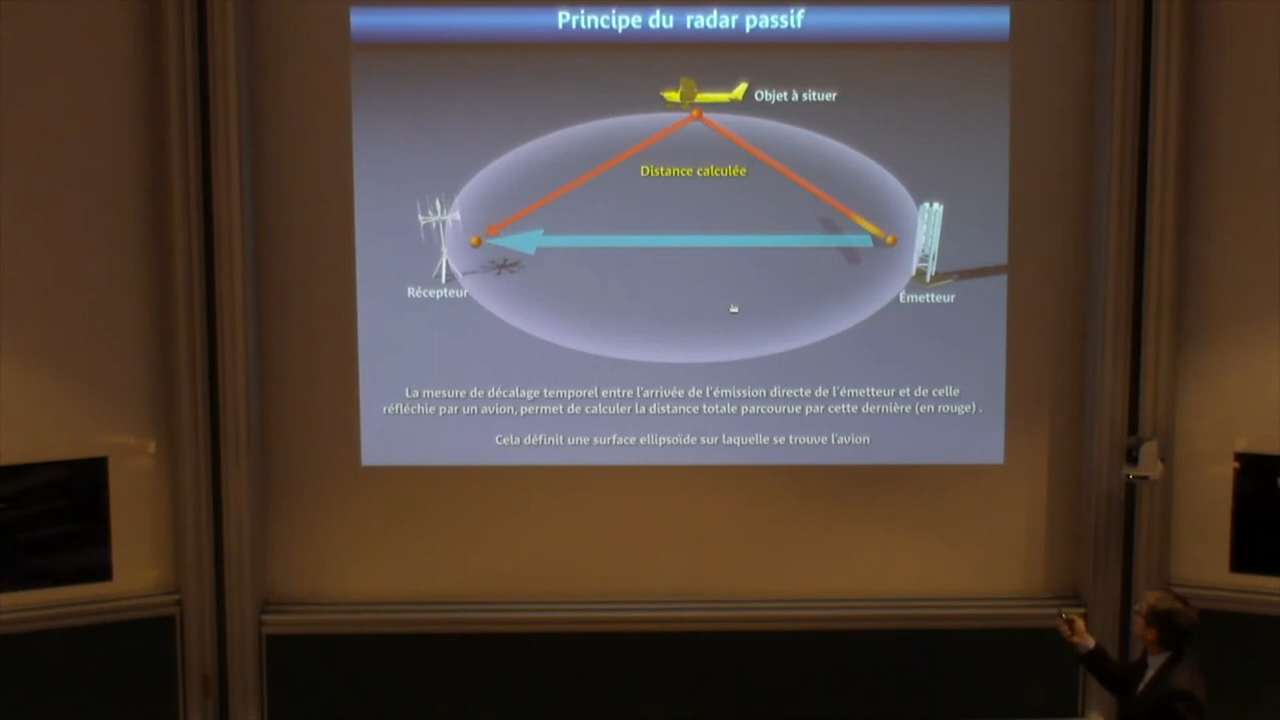 Principe du radar passif
Objet à situer
Distance calculée
Récepteur
Émetteur
La mesure de décalage temporel entre l'arrivée de l'émission directe de l'émetteur et de celle
réfléchie par un avion, permet de calculer la distance totale parcourue par cette dernière (en rouge) .
Cela définit une surface ellipsoïde sur laquelle se trouve l'avion